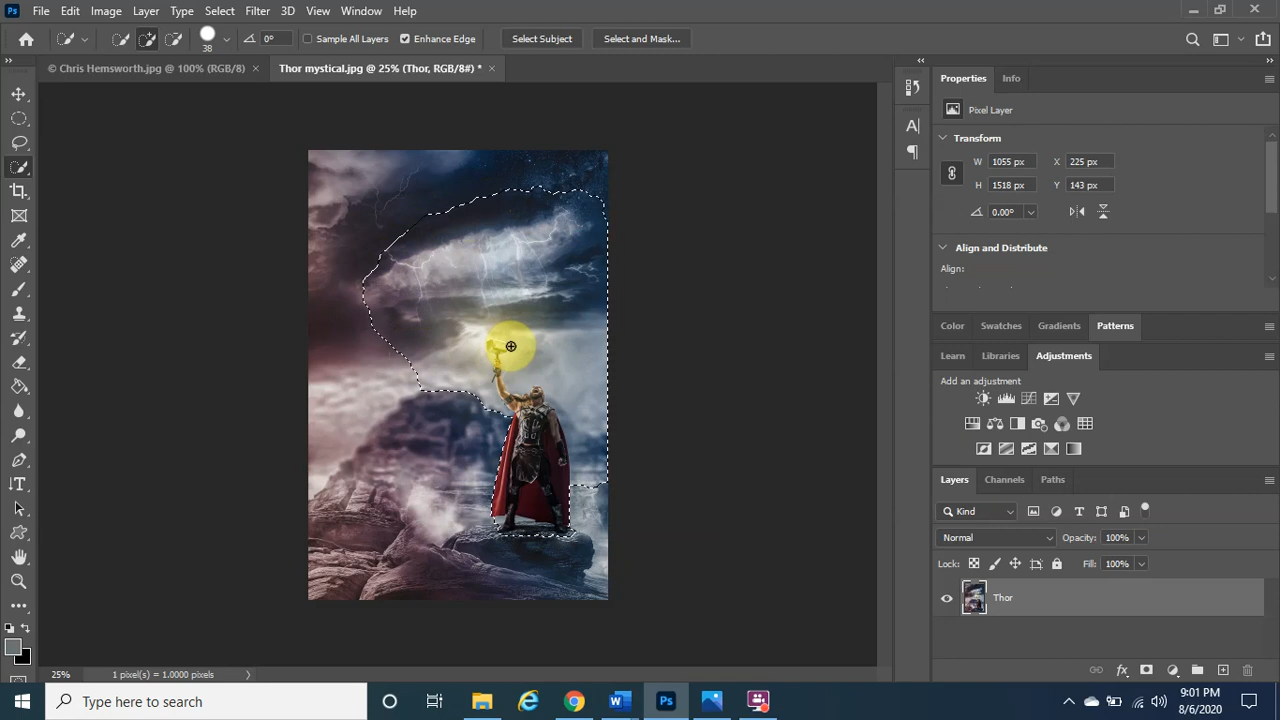 Ps File Edit Image Layer Type Select Filter 3D View Window Help
38 0° Sample All Layers Enhance Edge Select Subject Select and Mask...
© Chris Hemsworth.jpg @ 100% (RGB/8) × Thor mystical.jpg @ 25% (Thor, RGB/8#) * ×
Properties Info
Pixel Layer
Transform
W 1055 px X 225 px
H 1518 px Y 143 px
0.00°
Align and Distribute
Align:
Color Swatches Gradients Patterns
Learn Libraries Adjustments
Add an adjustment
Layers Channels Paths
Kind
Normal Opacity: 100%
Lock: Fill: 100%
Thor
25% 1 pixel(s) = 1.0000 pixels
Type here to search
9:01 PM
8/6/2020